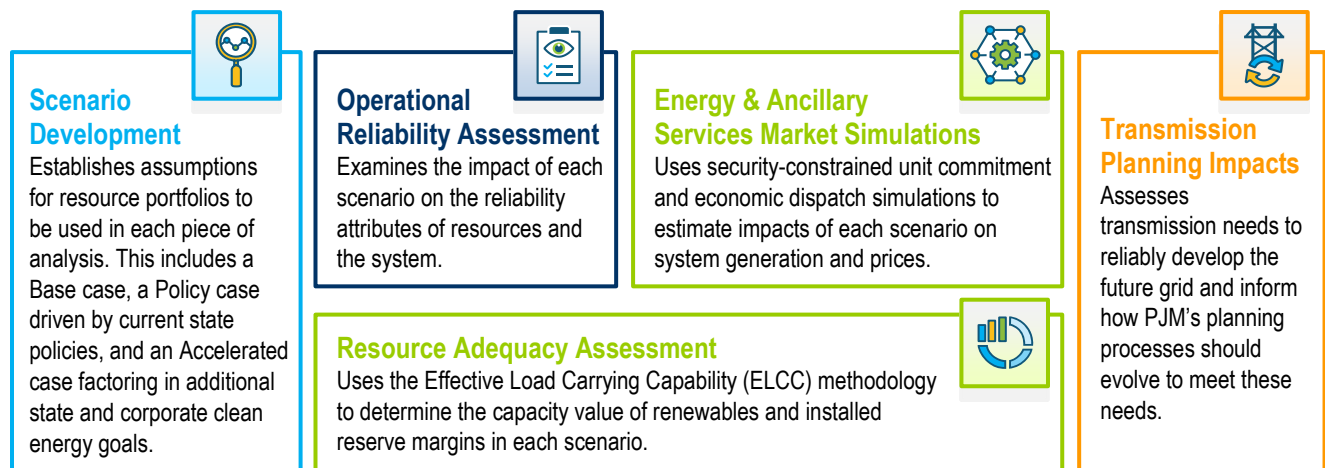 Scenario
Development
Establishes assumptions
for resource portfolios to
be used in each piece of
analysis. This includes a
Base case, a Policy case
driven by current state
policies, and an Accelerated
case factoring in additional
state and corporate clean
energy goals.
Operational
Reliability Assessment
Examines the impact of each
scenario on the reliability
attributes of resources and
the system.
Energy & Ancillary
Services Market Simulations
Uses security-constrained unit commitment
and economic dispatch simulations to
estimate impacts of each scenario on
system generation and prices.
Resource Adequacy Assessment
Uses the Effective Load Carrying Capability (ELCC) methodology
to determine the capacity value of renewables and installed
reserve margins in each scenario.
Transmission
Planning Impacts
Assesses
transmission needs to
reliably develop the
future grid and inform
how PJM's planning
processes should
evolve to meet these
needs.